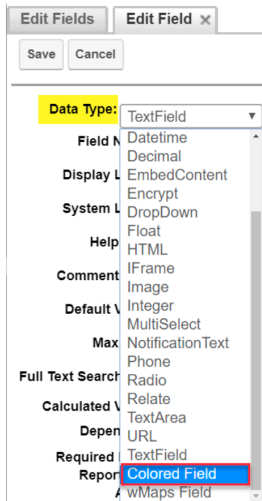 Edit Fields Edit Field ×
Save Cancel
Data Type: TextField
Field N
Datetime
Decimal
Display L
EmbedContent
Encrypt
System L
DropDown
Float
Help
HTML
IFrame
Comment
Image
Default V
Integer
MultiSelect
Max
NotificationText
Phone
Full Text Search
Radio
Relate
Calculated V
TextArea
Depen
URL
Required
TextField
Report
Colored Field
wMaps Field